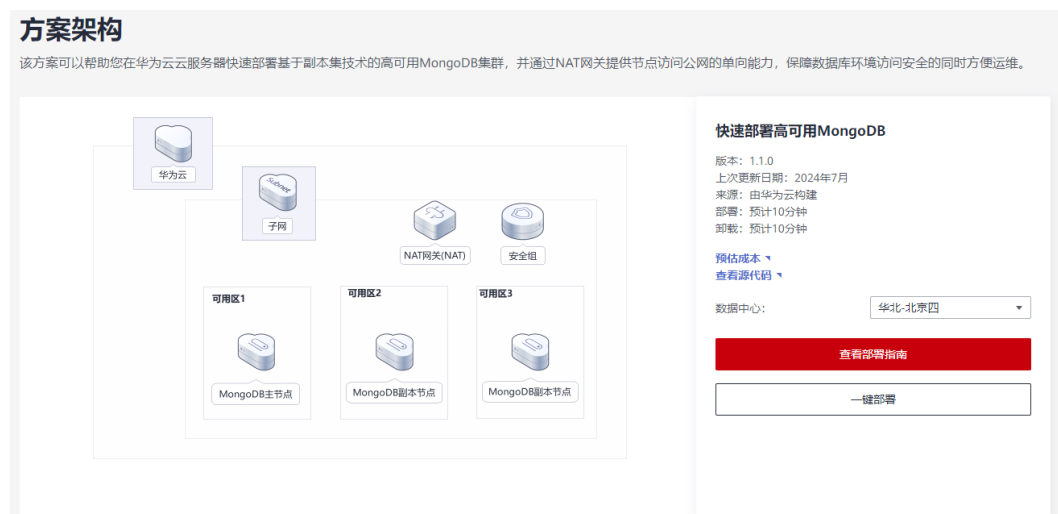 方案架构
该方案可以帮助您在华为云云服务器快速部署基于副本集技术的高可用MongoDB集群，并通过NAT网关提供节点访问公网的单向能力，保障数据库环境访问安全的同时方便运维。
华为云
Subnet
子网
NAT网关(NAT)
安全组
可用区1
可用区2
可用区3
MongoDB主节点
MongoDB副本节点
MongoDB副本节点
快速部署高可用MongoDB
版本：1.1.0
上次更新日期：2024年7月
来源：由华为云构建
部署：预计10分钟
卸载：预计10分钟
预估成本
查看源代码
数据中心：
华北-北京四
查看部署指南
一键部署